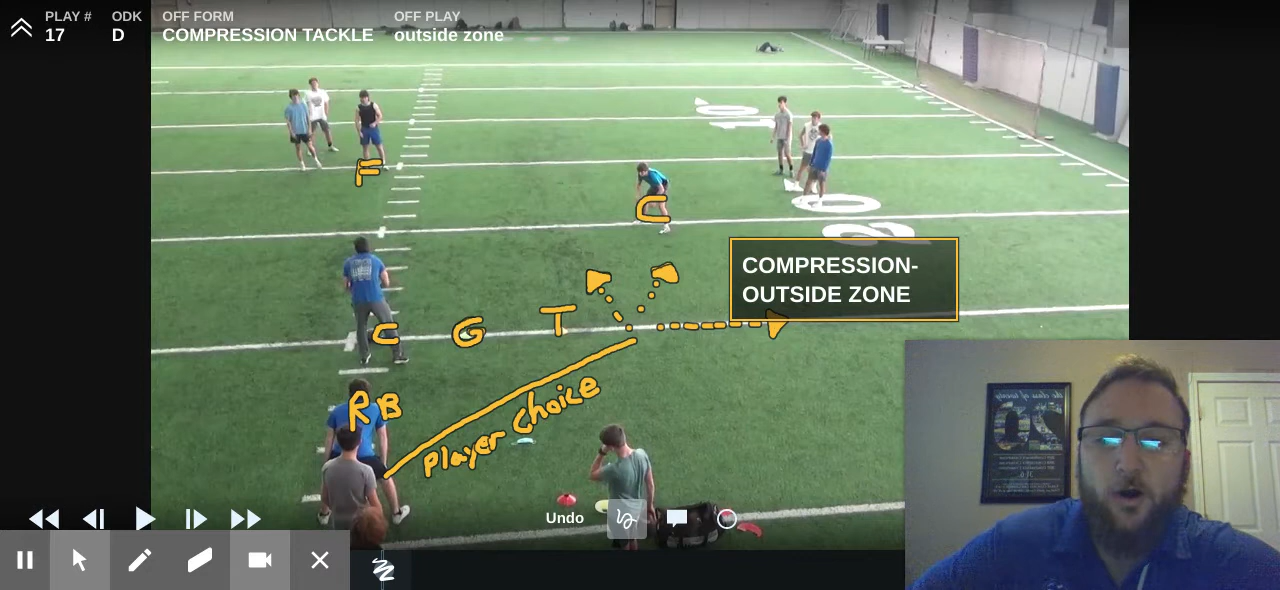 PLAY # ODK OFF FORM OFF PLAY
17 D COMPRESSION TACKLE outside zone
F
C
COMPRESSION-
OUTSIDE ZONE
C G T
RB
Player Choice
Undo